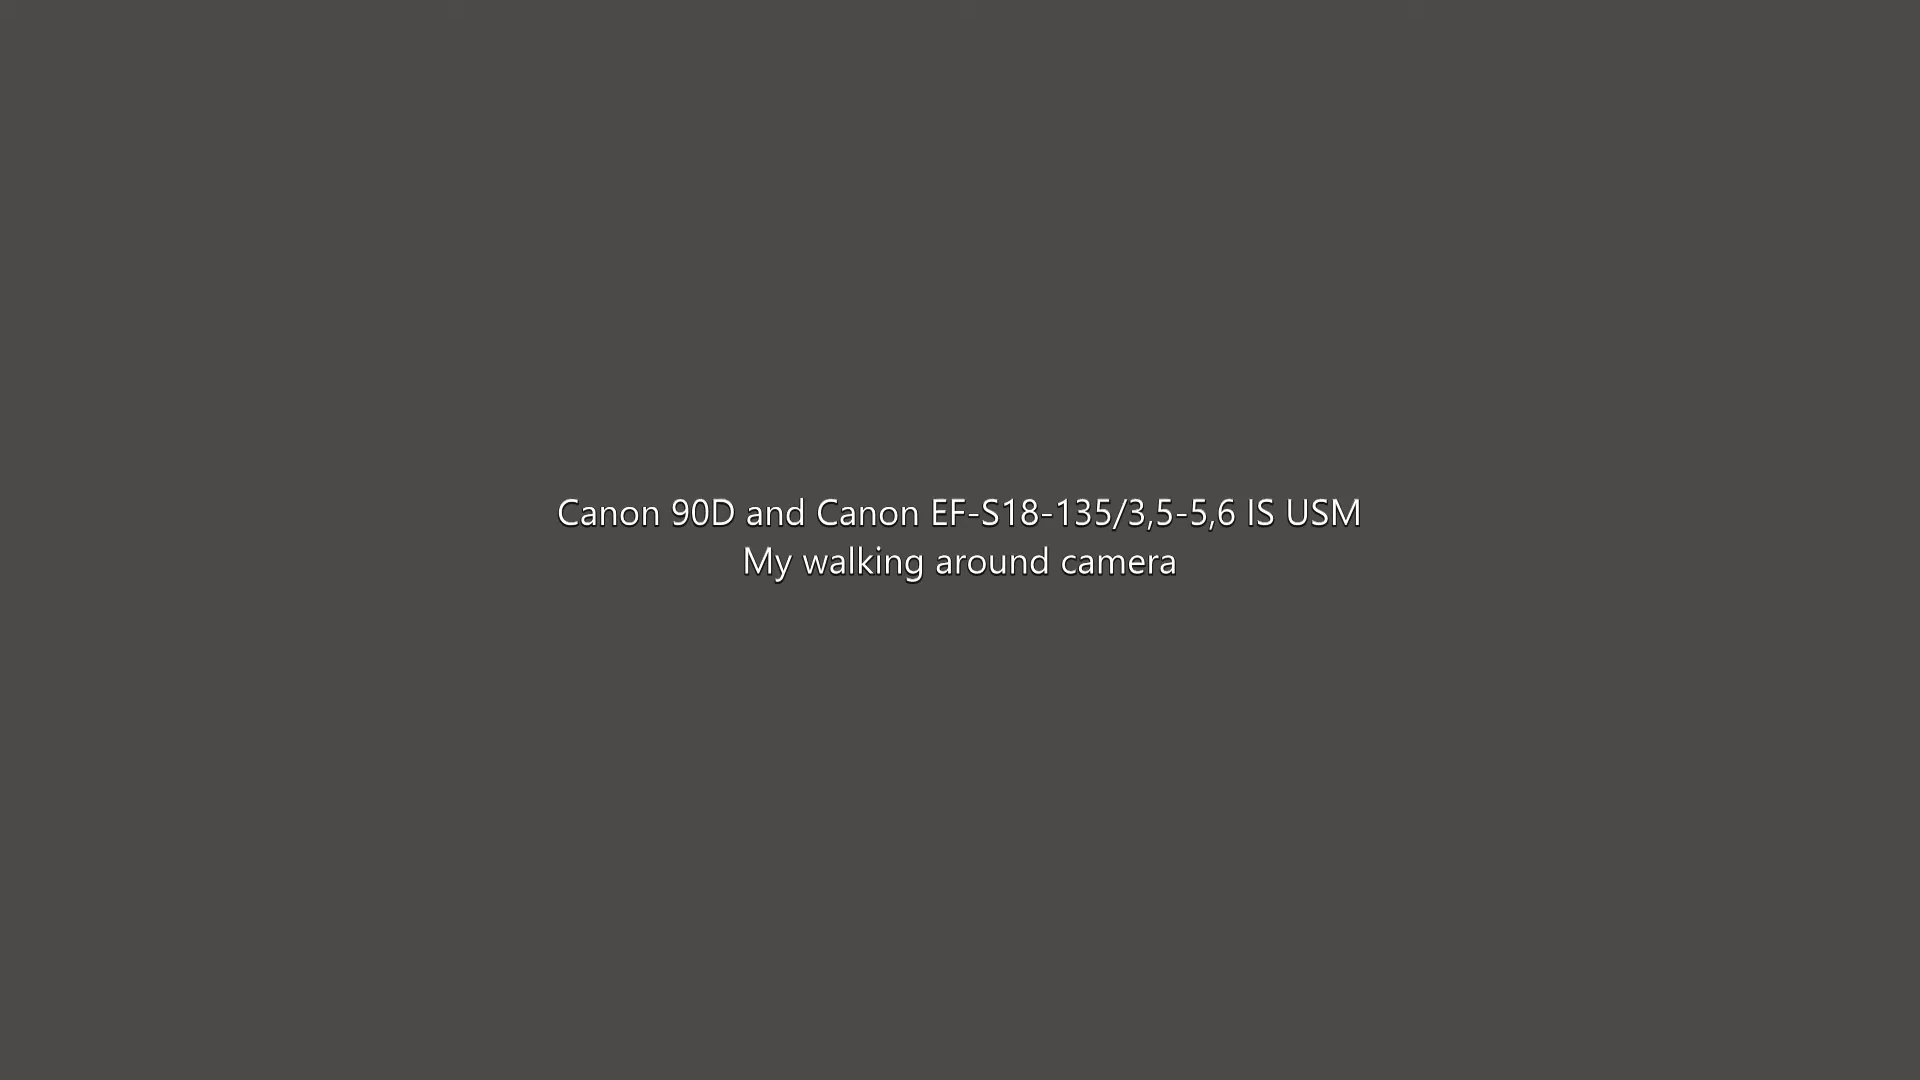 Canon 90D and Canon EF-S18-135/3,5-5,6 IS USM
My walking around camera